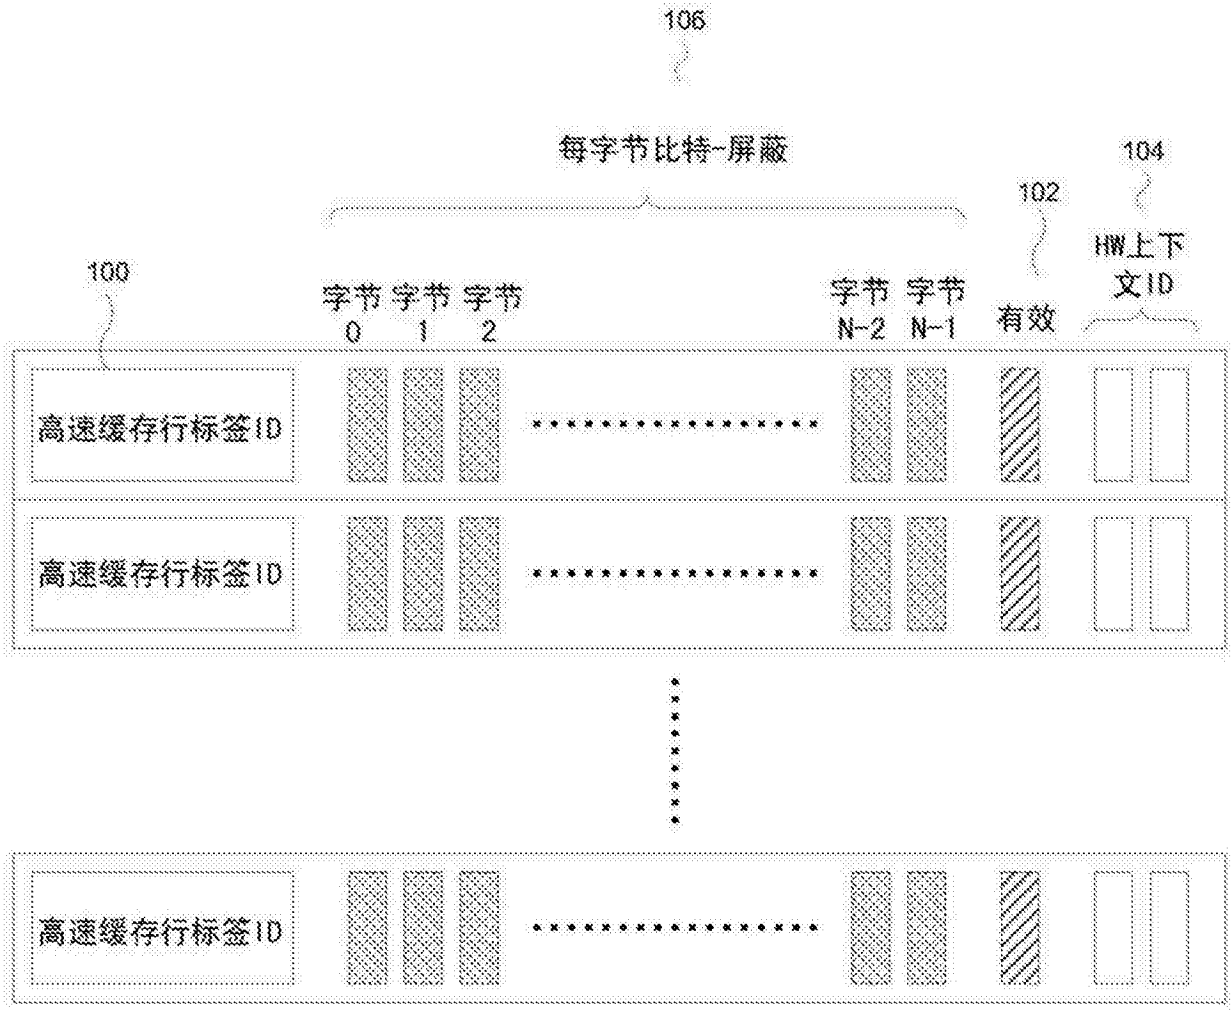 106
每字节比特-屏蔽
104
102
HW上下
文ID
100
字节
0
字节
1
字节
2
字节
N-2
字节
N-1
有效
高速缓存行标签ID
高速缓存行标签ID
高速缓存行标签ID